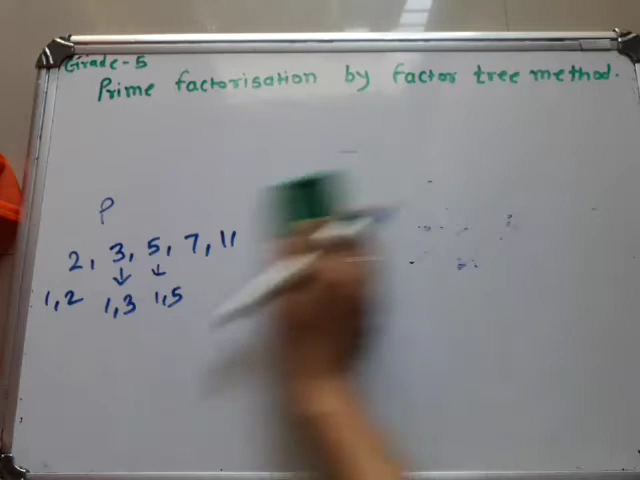 Grade-5
Prime factorisation by factor tree method.
P
2, 3, 5, 7, 11
1,2 1,3 1,5